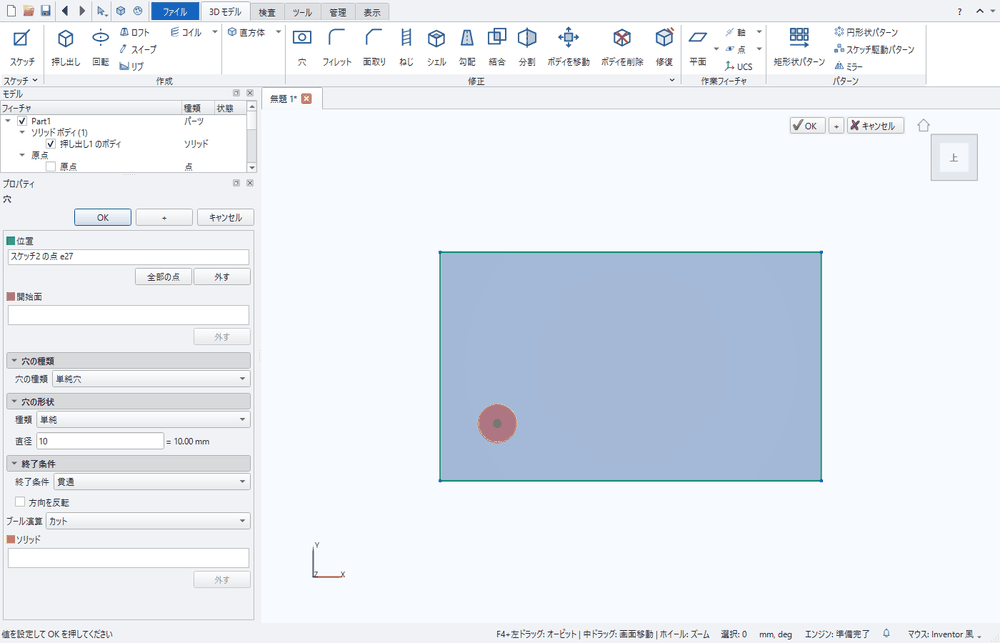 ファイル 3D モデル 検査 ツール 管理 表示 ?
スケッチ 押し出し 回転 ロフト スイープ リブ コイル 直方体 穴 フィレット 面取り ねじ シェル 勾配 結合 分割 ボディを移動 ボディを削除 修復 平面 軸 点 UCS 矩形状パターン 円形状パターン スケッチ駆動パターン ミラー
スケッチ 作成 修正 作業フィーチャ パターン
モデル
フィーチャ 種類 状態
Part1 パーツ
ソリッド ボディ (1)
押し出し1 のボディ ソリッド
原点
原点 点
プロパティ
穴
OK + キャンセル
位置
スケッチ2 の点 e27
全部の点 外す
開始面
外す
穴の種類
穴の種類 単純穴
穴の形状
種類 単純
直径 10 = 10.00 mm
終了条件
終了条件 貫通
方向を反転
ブール演算 カット
ソリッド
外す
無題 1*
OK + キャンセル
上
Y
Z X
値を設定して OK を押してください F4+左ドラッグ: オービット | 中ドラッグ: 画面移動 | ホイール: ズーム 選択: 0 mm, deg エンジン: 準備完了 マウス: Inventor 風